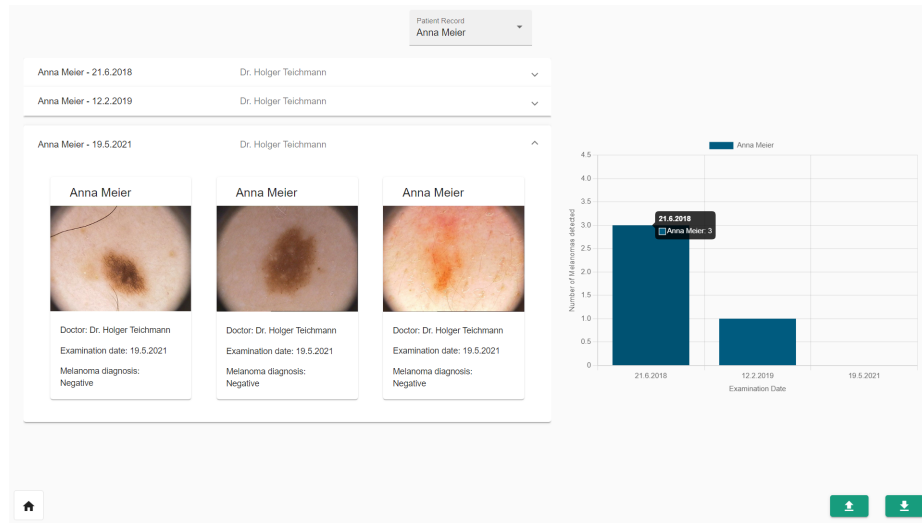 Patient Record
Anna Meier
Anna Meier - 21.6.2018 Dr. Holger Teichmann
Anna Meier - 12.2.2019 Dr. Holger Teichmann
Anna Meier - 19.5.2021 Dr. Holger Teichmann
Anna Meier Anna Meier Anna Meier
Doctor: Dr. Holger Teichmann Doctor: Dr. Holger Teichmann Doctor: Dr. Holger Teichmann
Examination date: 19.5.2021 Examination date: 19.5.2021 Examination date: 19.5.2021
Melanoma diagnosis: Melanoma diagnosis: Melanoma diagnosis:
Negative Negative Negative
Anna Meier
4.5
4.0
3.5
3.0
2.5
2.0
1.5
1.0
0.5
0
Number of Melanomas detected
21.6.2018
Anna Meier: 3
21.6.2018 12.2.2019 19.5.2021
Examination Date